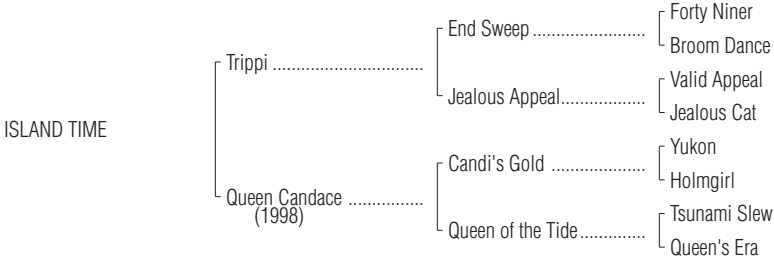 Forty Niner
End Sweep ........................
Broom Dance
Trippi ................................
Valid Appeal
Jealous Appeal..................
Jealous Cat
ISLAND TIME
Yukon
Candi's Gold ....................
Holmgirl
Queen Candace ................
(1998)
Tsunami Slew
Queen of the Tide..............
Queen's Era